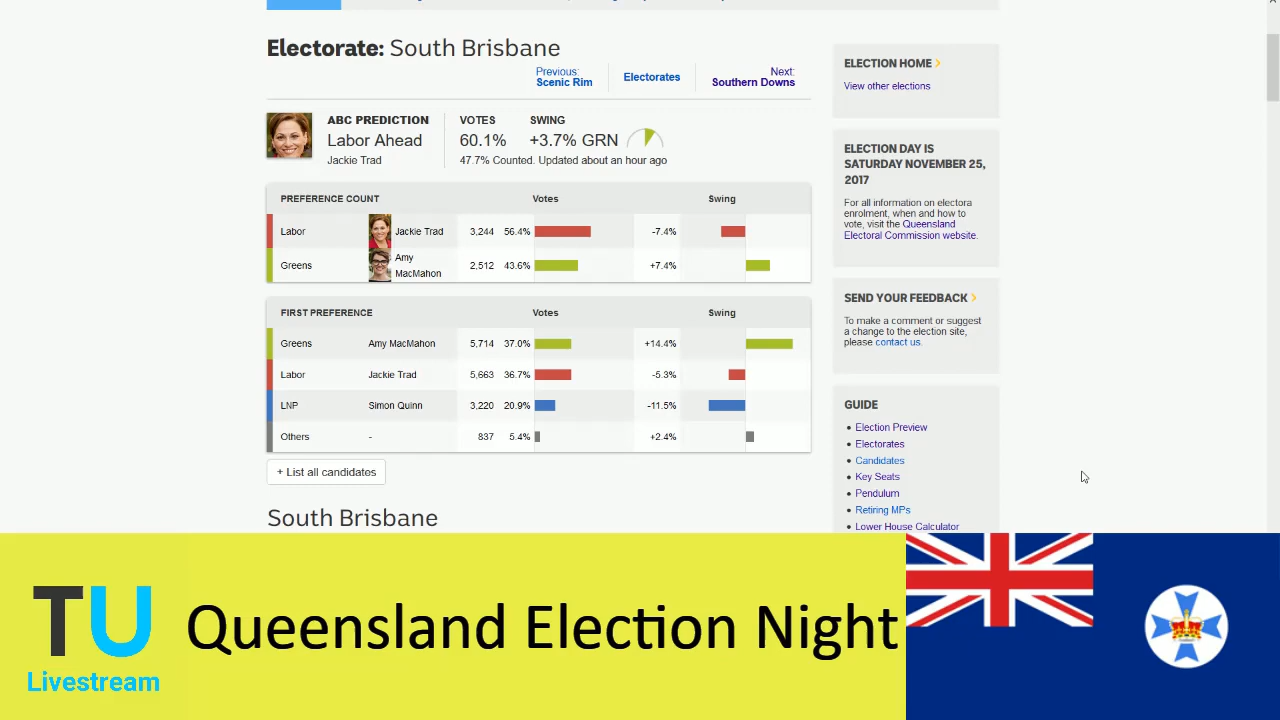 Electorate: South Brisbane
Previous:
Scenic Rim
Electorates
Next:
Southern Downs
ABC PREDICTION
Labor Ahead
Jackie Trad
VOTES
60.1%
SWING
+3.7% GRN
47.7% Counted. Updated about an hour ago
PREFERENCE COUNT Votes Swing
Labor Jackie Trad 3,244 56.4% -7.4%
Greens Amy MacMahon 2,512 43.6% +7.4%
FIRST PREFERENCE Votes Swing
Greens Amy MacMahon 5,714 37.0% +14.4%
Labor Jackie Trad 5,663 36.7% -5.3%
LNP Simon Quinn 3,220 20.9% -11.5%
Others - 837 5.4% +2.4%
+ List all candidates
South Brisbane
ELECTION HOME
View other elections
ELECTION DAY IS
SATURDAY NOVEMBER 25,
2017
For all information on electora
enrolment, when and how to
vote, visit the Queensland
Electoral Commission website.
SEND YOUR FEEDBACK
To make a comment or suggest
a change to the election site,
please contact us.
GUIDE
Election Preview
Electorates
Candidates
Key Seats
Pendulum
Retiring MPs
Lower House Calculator
TU
Livestream
Queensland Election Night